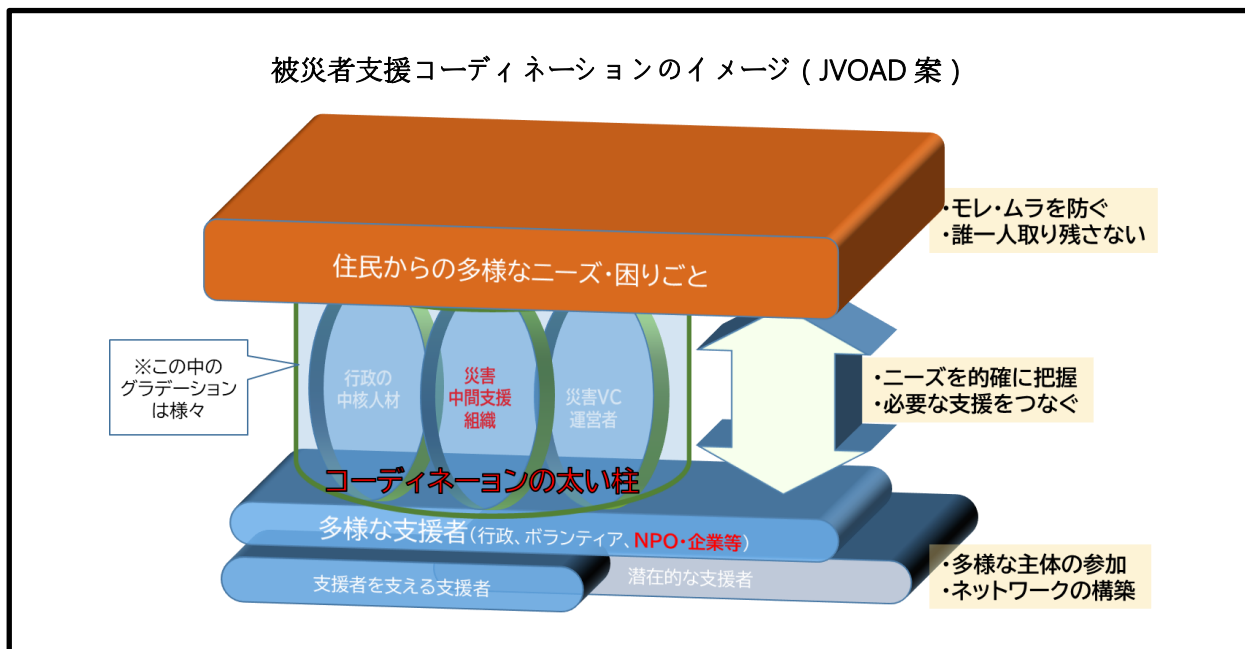 被災者支援コーディネーションのイメージ ( JVOAD 案 )
・モレ・ムラを防ぐ
・誰一人取り残さない
住民からの多様なニーズ・困りごと
※この中の
グラデーション
は様々
行政の
中核人材
災害
中間支援
組織
災害VC
運営者
・ニーズを的確に把握
・必要な支援をつなぐ
コーディネーョンの太い柱
多様な支援者(行政、ボランティア、NPO・企業等)
支援者を支える支援者
潜在的な支援者
・多様な主体の参加
・ネットワークの構築